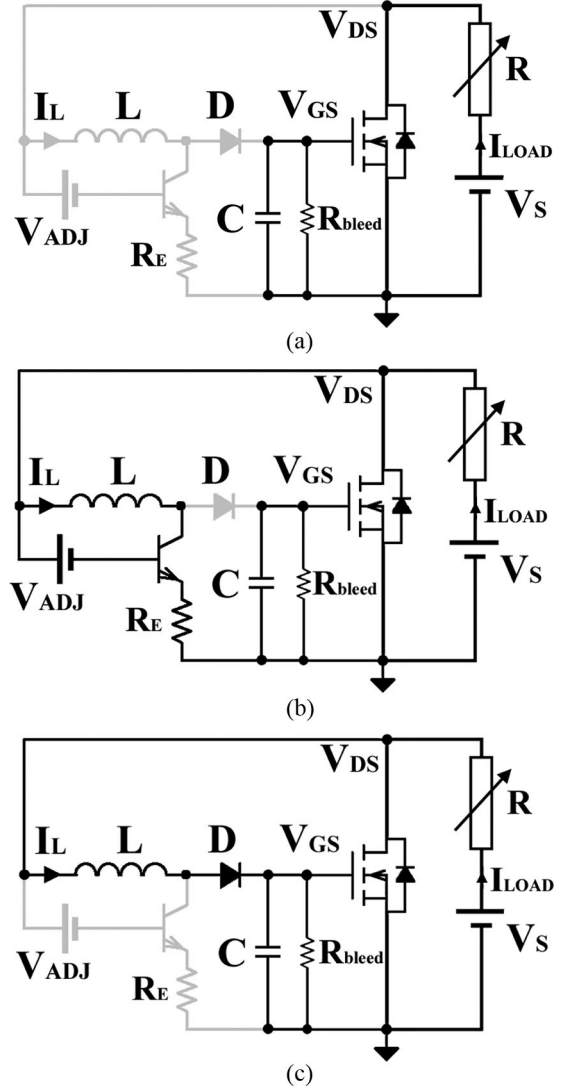 VDS
R
IL L D VGS
ILOAD
VS
VADJ
C Rbleed
RE
(a)
VDS
R
IL L D VGS
ILOAD
VS
VADJ
C Rbleed
RE
(b)
VDS
R
IL L D VGS
ILOAD
VS
VADJ
C Rbleed
RE
(c)